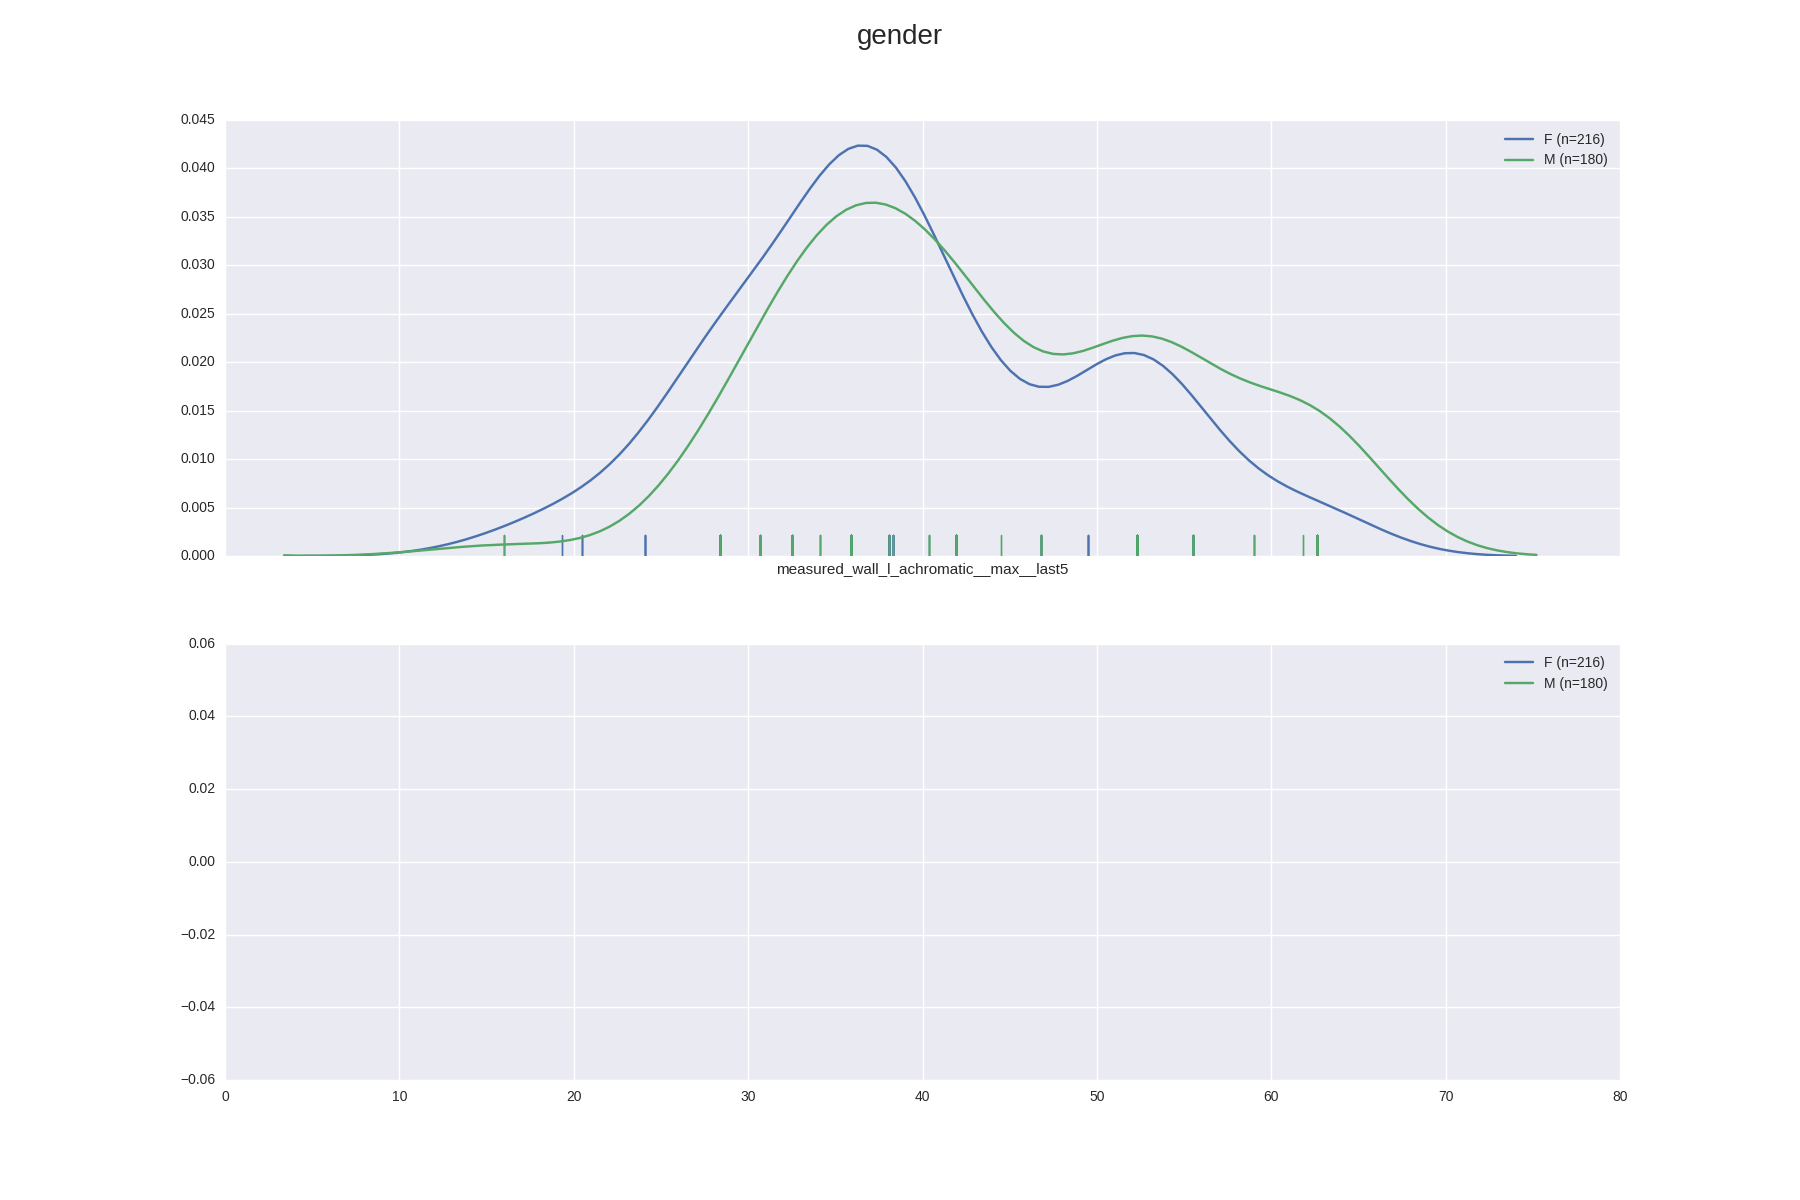 gender
0.045
0.040
0.035
0.030
0.025
0.020
0.015
0.010
0.005
0.000
F (n=216)
M (n=180)
measured_wall_l_achromatic__max__last5
0.06
0.04
0.02
0.00
−0.02
−0.04
−0.06
F (n=216)
M (n=180)
0 10 20 30 40 50 60 70 80